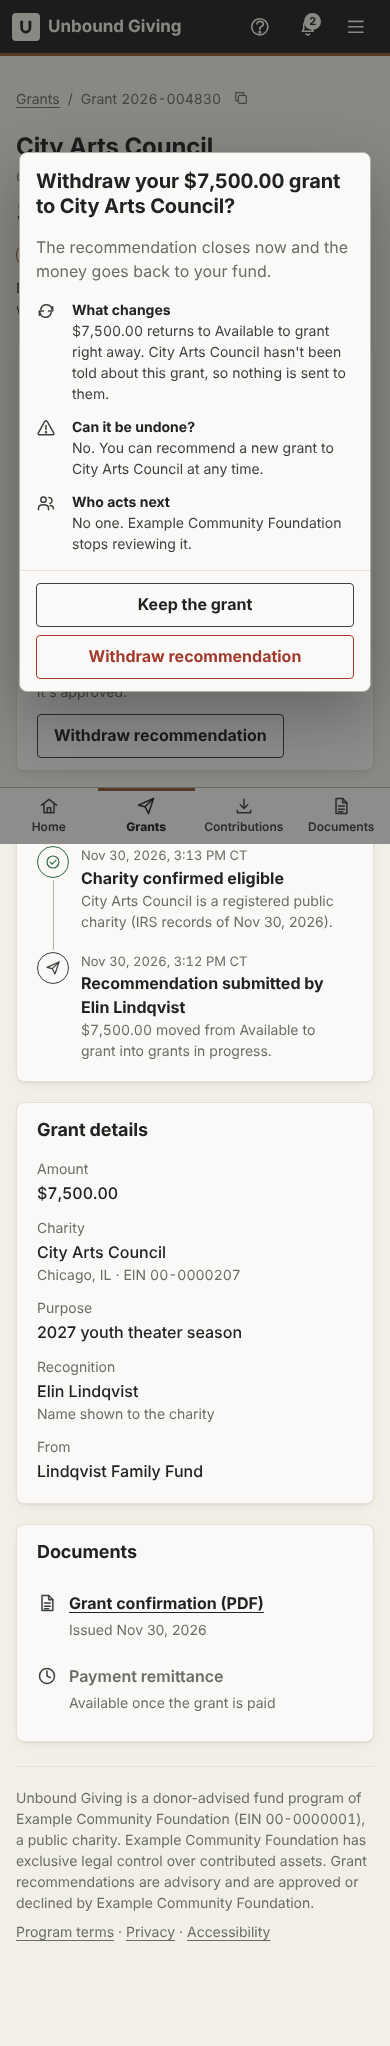 U Unbound Giving 2
Grants / Grant 2026-004830
City Arts Council
Withdraw your $7,500.00 grant
to City Arts Council?
The recommendation closes now and the
money goes back to your fund.
What changes
$7,500.00 returns to Available to grant
right away. City Arts Council hasn't been
told about this grant, so nothing is sent to
them.
Can it be undone?
No. You can recommend a new grant to
City Arts Council at any time.
Who acts next
No one. Example Community Foundation
stops reviewing it.
Keep the grant
Withdraw recommendation
it's approved.
Withdraw recommendation
Home Grants Contributions Documents
Nov 30, 2026, 3:13 PM CT
Charity confirmed eligible
City Arts Council is a registered public
charity (IRS records of Nov 30, 2026).
Nov 30, 2026, 3:12 PM CT
Recommendation submitted by
Elin Lindqvist
$7,500.00 moved from Available to
grant into grants in progress.
Grant details
Amount
$7,500.00
Charity
City Arts Council
Chicago, IL · EIN 00-0000207
Purpose
2027 youth theater season
Recognition
Elin Lindqvist
Name shown to the charity
From
Lindqvist Family Fund
Documents
Grant confirmation (PDF)
Issued Nov 30, 2026
Payment remittance
Available once the grant is paid
Unbound Giving is a donor-advised fund program of
Example Community Foundation (EIN 00-0000001),
a public charity. Example Community Foundation has
exclusive legal control over contributed assets. Grant
recommendations are advisory and are approved or
declined by Example Community Foundation.
Program terms · Privacy · Accessibility